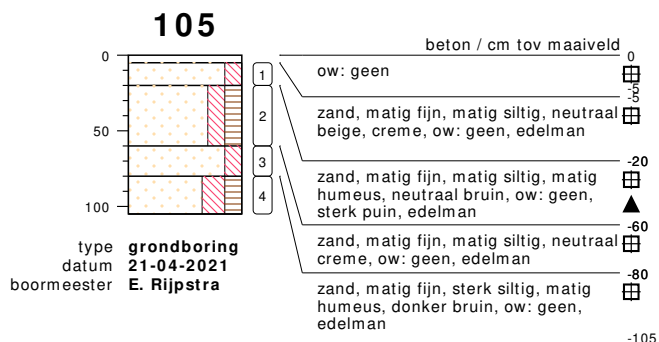 105
beton / cm tov maaiveld
0
0
ow: geen
-5
-5
1
zand, matig fijn, matig siltig, neutraal
beige, creme, ow: geen, edelman
2
50
-20
zand, matig fijn, matig siltig, matig
humeus, neutraal bruin, ow: geen,
sterk puin, edelman
3
-60
zand, matig fijn, matig siltig, neutraal
creme, ow: geen, edelman
4
100
-80
zand, matig fijn, sterk siltig, matig
humeus, donker bruin, ow: geen,
edelman
-105
type grondboring
datum 21-04-2021
boormeester E. Rijpstra